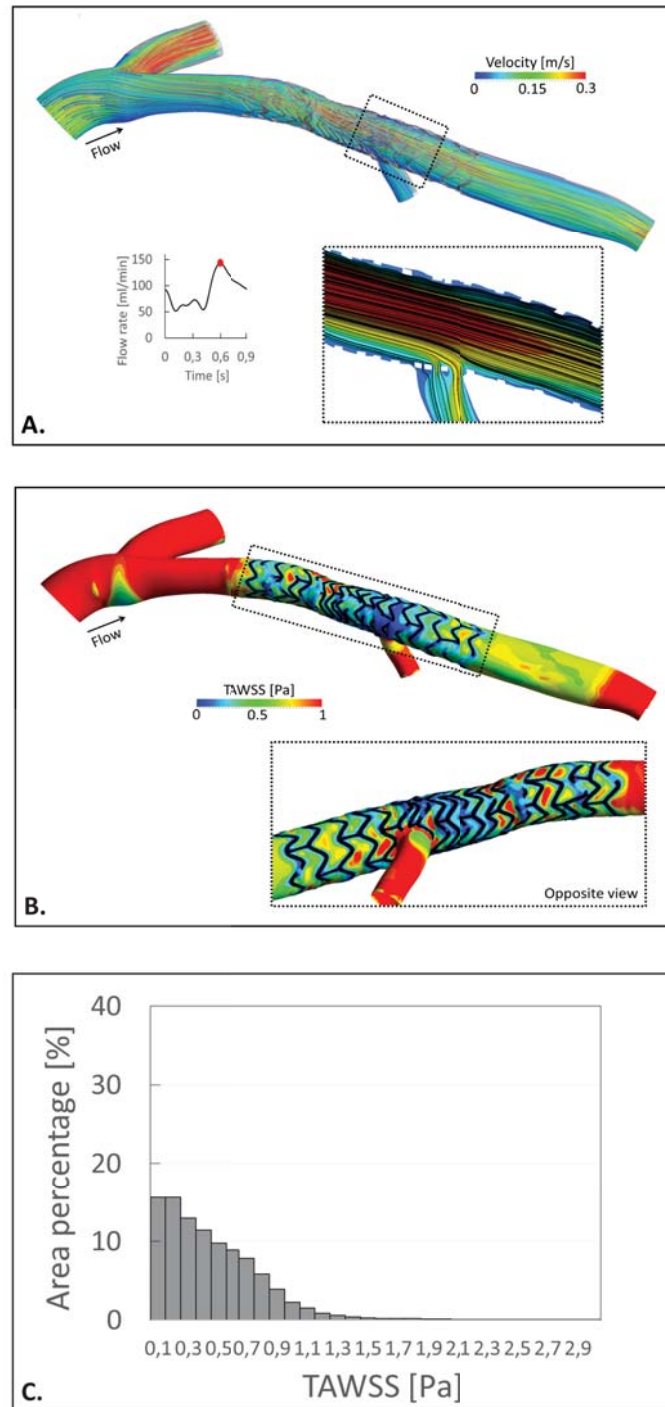 Velocity [m/s]
0 0.15 0.3
Flow
Flow rate [ml/min]
150
100
50
0
0 0,3 0,6 0,9
Time [s]
A.
Flow
TAWSS [Pa]
0 0.5 1
Opposite view
B.
Area percentage [%]
40
30
20
10
0
0,1 0,3 0,5 0,7 0,9 1,1 1,3 1,5 1,7 1,9 2,1 2,3 2,5 2,7 2,9
TAWSS [Pa]
C.